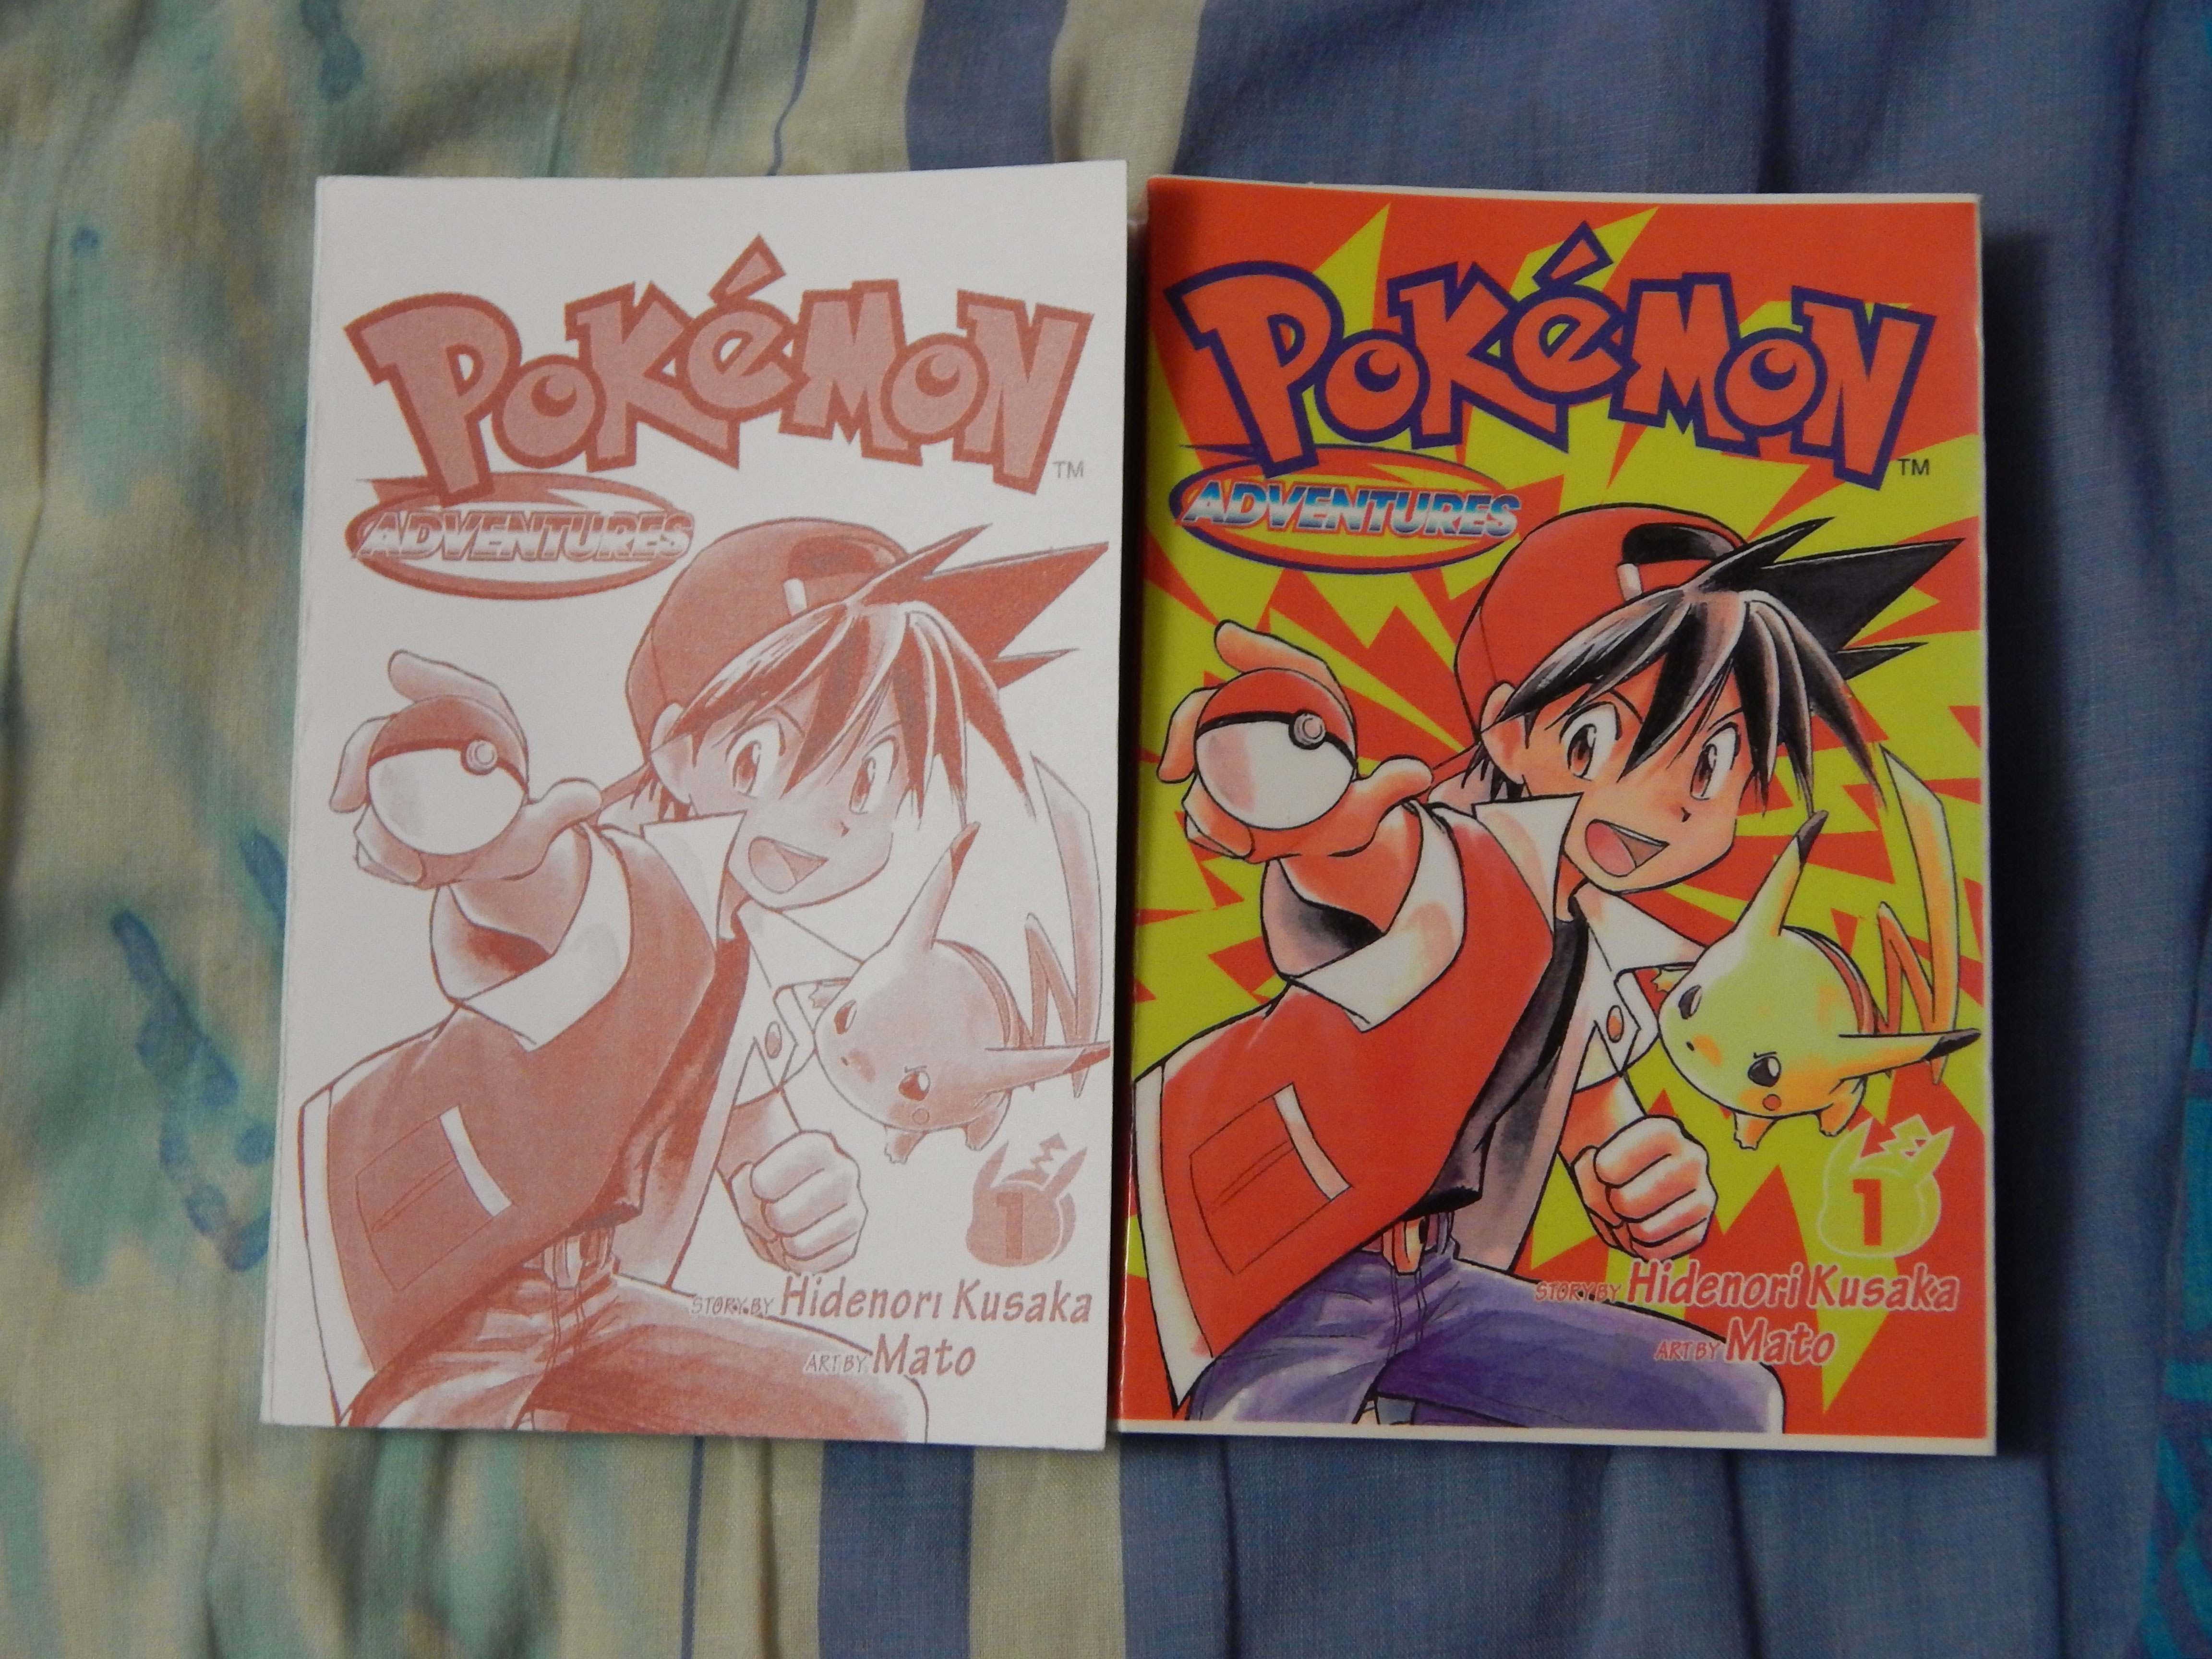 POKéMON
TM
ADVENTURES
1
STORY BY Hidenori Kusaka
ART BY Mato
POKéMON
TM
ADVENTURES
1
STORY BY Hidenori Kusaka
ART BY Mato